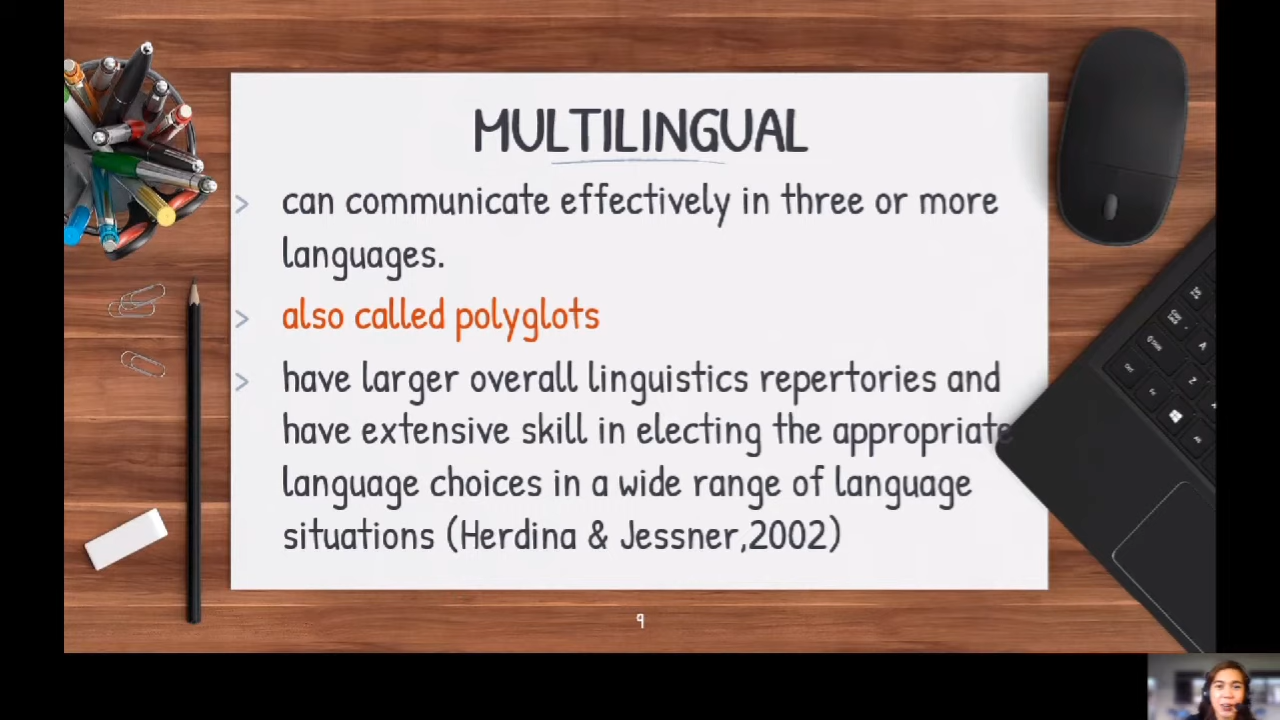 MULTILINGUAL
> can communicate effectively in three or more
languages.
> also called polyglots
> have larger overall linguistics repertories and
have extensive skill in electing the appropriate
language choices in a wide range of language
situations (Herdina & Jessner,2002)
9